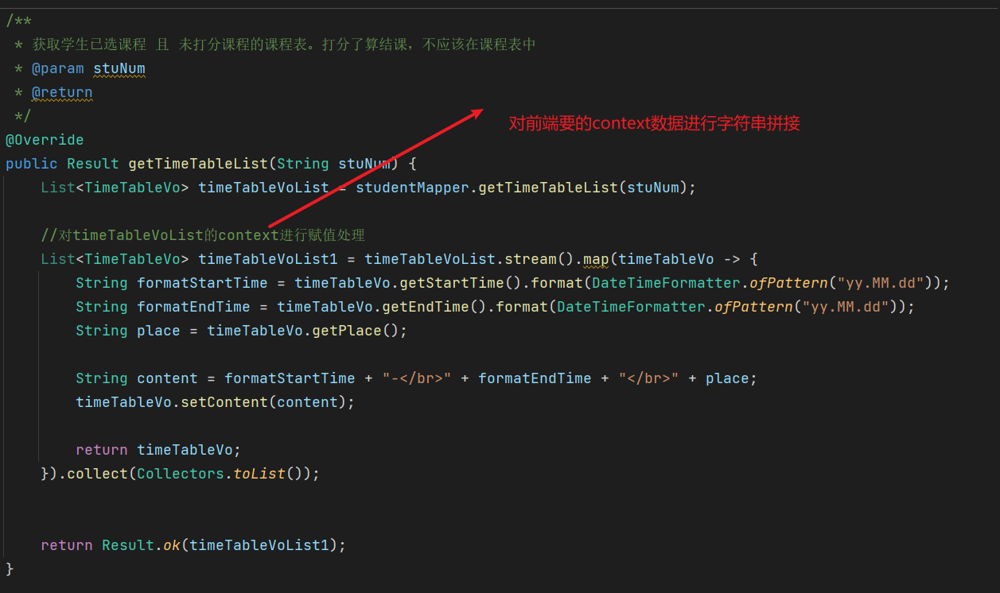 /**
 * 获取学生已选课程 且 未打分课程的课程表。打分了算结课，不应该在课程表中
 * @param stuNum
 * @return
 */
对前端要的context数据进行字符串拼接
@Override
public Result getTimeTableList(String stuNum) {
    List<TimeTableVo> timeTableVoList = studentMapper.getTimeTableList(stuNum);
    //对timeTableVoList的context进行赋值处理
    List<TimeTableVo> timeTableVoList1 = timeTableVoList.stream().map(timeTableVo -> {
        String formatStartTime = timeTableVo.getStartTime().format(DateTimeFormatter.ofPattern("yy.MM.dd"));
        String formatEndTime = timeTableVo.getEndTime().format(DateTimeFormatter.ofPattern("yy.MM.dd"));
        String place = timeTableVo.getPlace();
        String content = formatStartTime + "-</br>" + formatEndTime + "</br>" + place;
        timeTableVo.setContent(content);
        return timeTableVo;
    }).collect(Collectors.toList());
    return Result.ok(timeTableVoList1);
}